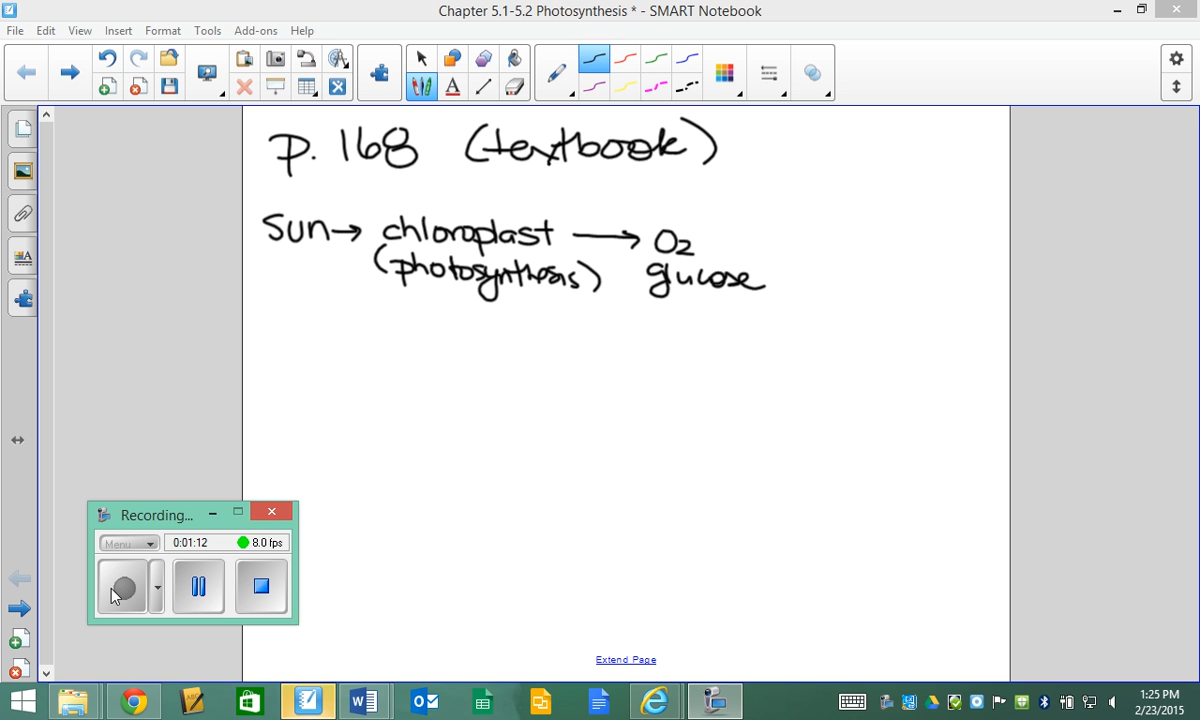 Chapter 5.1-5.2 Photosynthesis * - SMART Notebook
File Edit View Insert Format Tools Add-ons Help
p. 168 (textbook)
Sun → chloroplast → O2
(photosynthesis) glucose
Recording...
Menu 0:01:12 8.0 fps
Extend Page
1:25 PM
2/23/2015